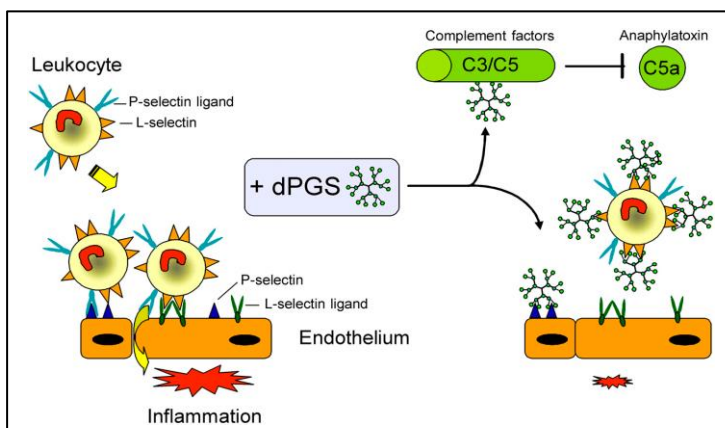 Complement factors
Anaphylatoxin
C3/C5
C5a
Leukocyte
P-selectin ligand
L-selectin
+ dPGS
P-selectin
L-selectin ligand
Endothelium
Inflammation